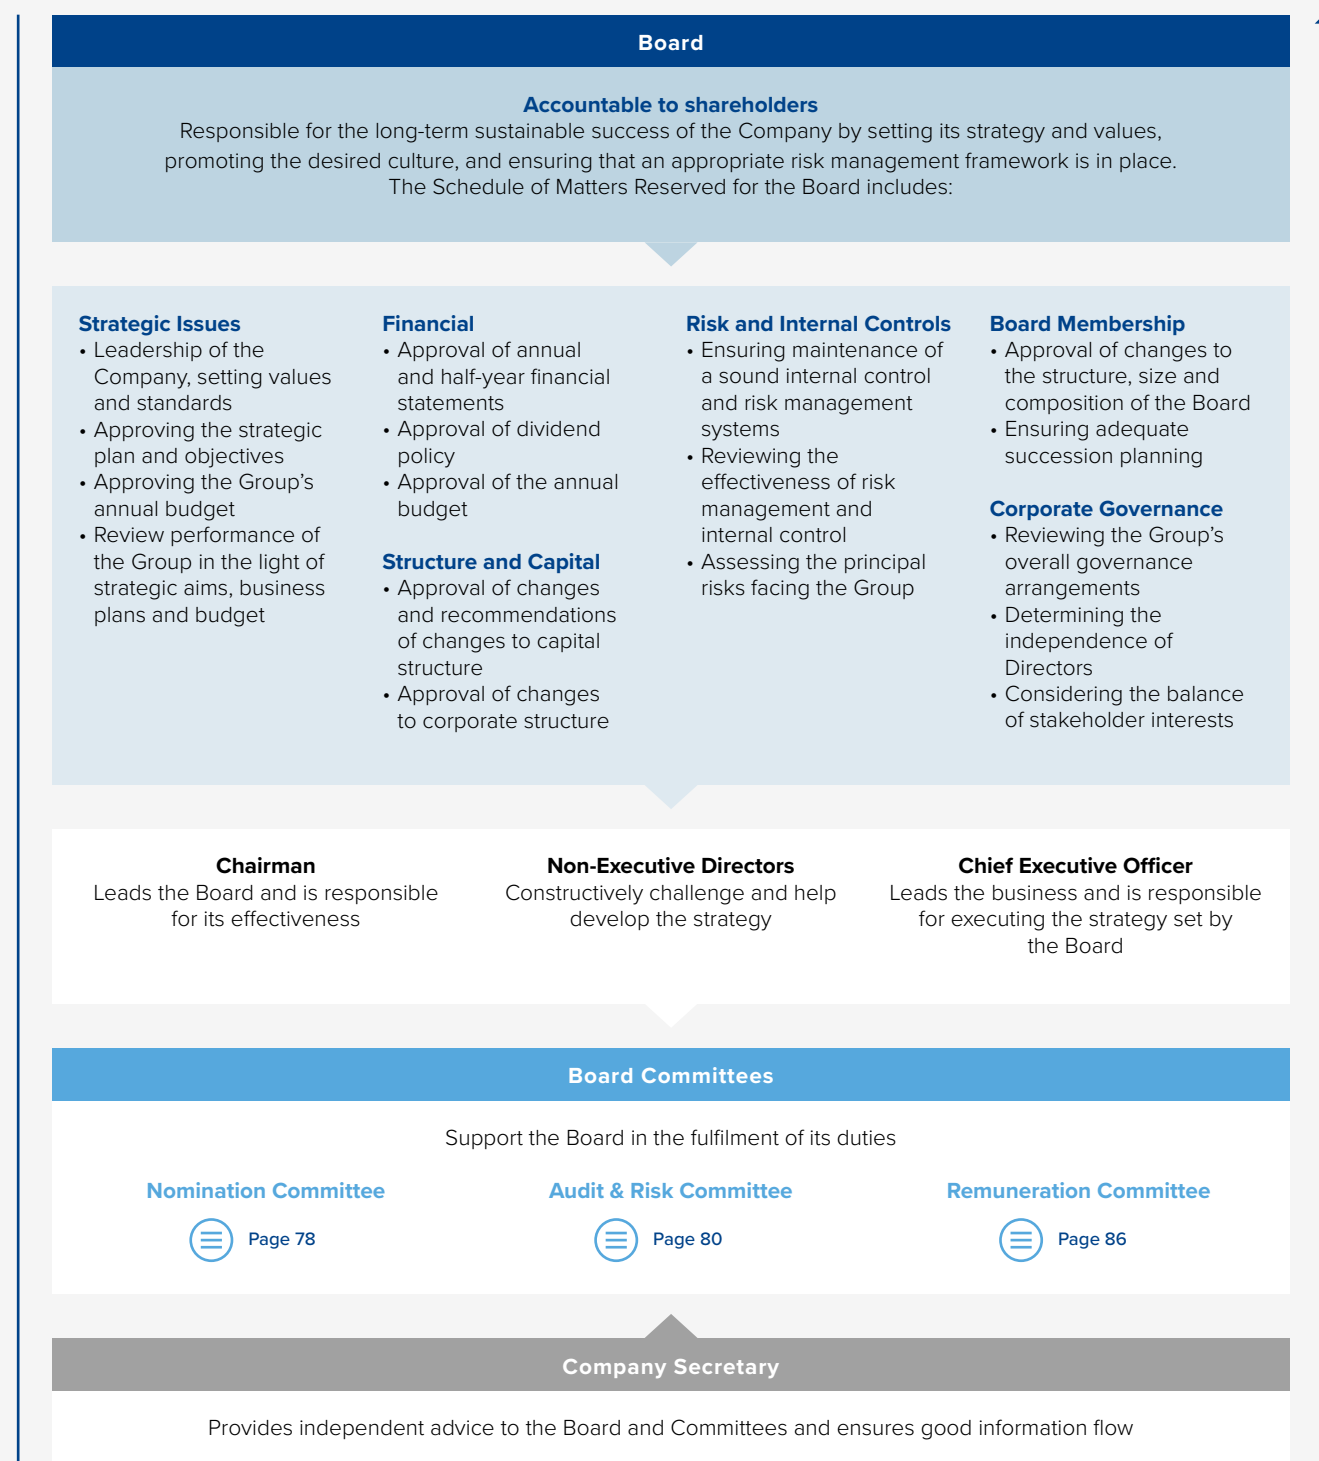 Board
Accountable to shareholders
Responsible for the long-term sustainable success of the Company by setting its strategy and values,
promoting the desired culture, and ensuring that an appropriate risk management framework is in place.
The Schedule of Matters Reserved for the Board includes:
Strategic Issues
• Leadership of the
Company, setting values
and standards
• Approving the strategic
plan and objectives
• Approving the Group's
annual budget
• Review performance of
the Group in the light of
strategic aims, business
plans and budget
Financial
• Approval of annual
and half-year financial
statements
• Approval of dividend
policy
• Approval of the annual
budget
Structure and Capital
• Approval of changes
and recommendations
of changes to capital
structure
• Approval of changes
to corporate structure
Risk and Internal Controls
• Ensuring maintenance of
a sound internal control
and risk management
systems
• Reviewing the
effectiveness of risk
management and
internal control
• Assessing the principal
risks facing the Group
Board Membership
• Approval of changes to
the structure, size and
composition of the Board
• Ensuring adequate
succession planning
Corporate Governance
• Reviewing the Group's
overall governance
arrangements
• Determining the
independence of
Directors
• Considering the balance
of stakeholder interests
Chairman
Leads the Board and is responsible
for its effectiveness
Non-Executive Directors
Constructively challenge and help
develop the strategy
Chief Executive Officer
Leads the business and is responsible
for executing the strategy set by
the Board
Board Committees
Support the Board in the fulfilment of its duties
Nomination Committee
Page 78
Audit & Risk Committee
Page 80
Remuneration Committee
Page 86
Company Secretary
Provides independent advice to the Board and Committees and ensures good information flow